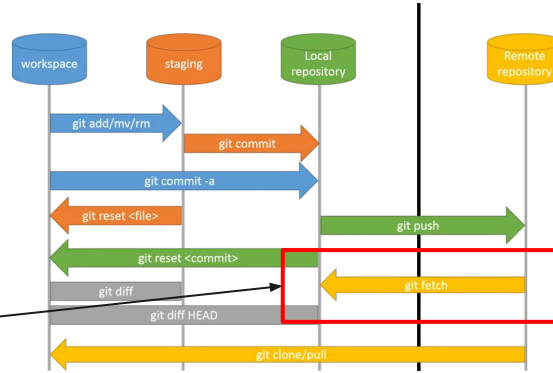 workspace
staging
Local
repository
Remote
repository
git add/mv/rm
git commit
git commit -a
git reset <file>
git push
git reset <commit>
git diff
git fetch
git diff HEAD
git clone/pull